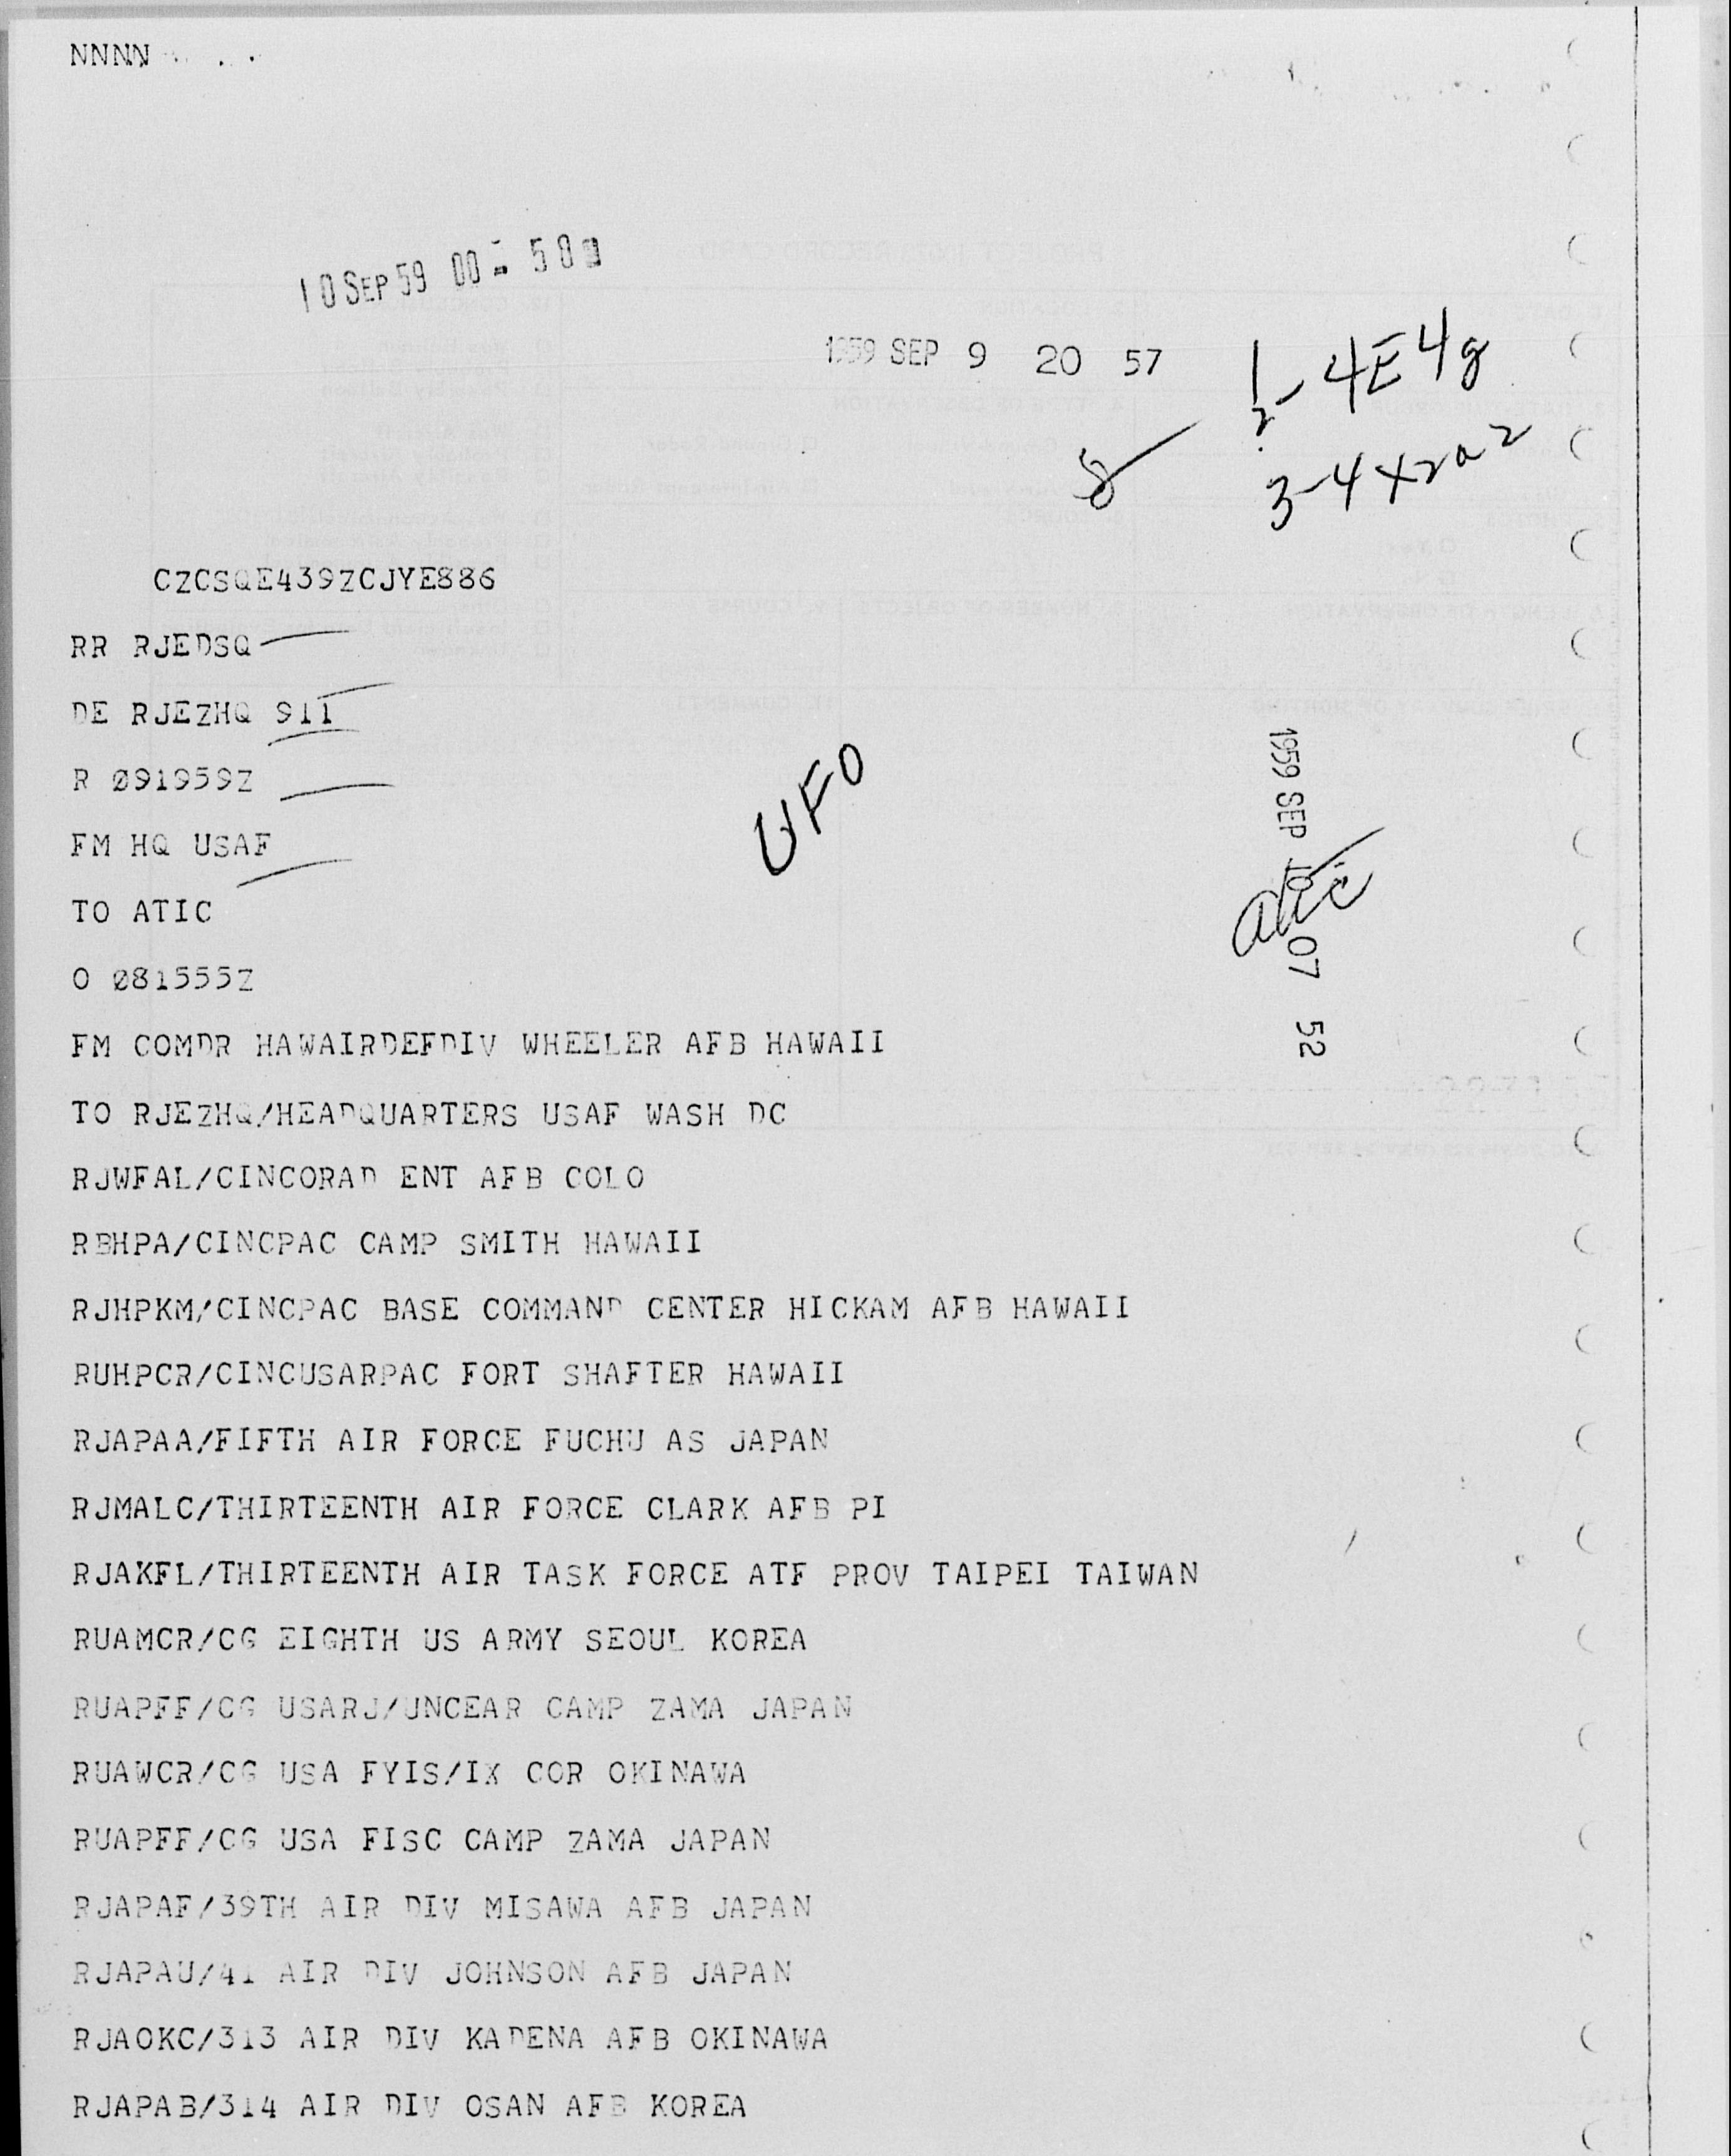 NNNN
10 SEP 59 00 50
1959 SEP 9 20 57
1- 4E4g
2
8
3-4X2a2
CZCSQE439ZCJYE886
RR RJEDSQ
DE RJEZHQ 911
R 091959Z
FM HQ USAF
UFO
1959 SEP 10 07 52
atic
TO ATIC
O 081555Z
FM COMDR HAWAIRDEFDIV WHEELER AFB HAWAII
TO RJEZHQ/HEADQUARTERS USAF WASH DC
RJWFAL/CINCORAD ENT AFB COLO
RBHPA/CINCPAC CAMP SMITH HAWAII
RJHPKM/CINCPAC BASE COMMAND CENTER HICKAM AFB HAWAII
RUHPCR/CINCUSARPAC FORT SHAFTER HAWAII
RJAPAA/FIFTH AIR FORCE FUCHU AS JAPAN
RJMALC/THIRTEENTH AIR FORCE CLARK AFB PI
RJAKFL/THIRTEENTH AIR TASK FORCE ATF PROV TAIPEI TAIWAN
RUAMCR/CG EIGHTH US ARMY SEOUL KOREA
RUAPFF/CG USARJ/UNCEAR CAMP ZAMA JAPAN
RUAWCR/CG USA FYIS/IX COR OKINAWA
RUAPFF/CG USA FISC CAMP ZAMA JAPAN
RJAPAF/39TH AIR DIV MISAWA AFB JAPAN
RJAPAU/41 AIR DIV JOHNSON AFB JAPAN
RJAOKC/313 AIR DIV KADENA AFB OKINAWA
RJAPAB/314 AIR DIV OSAN AFB KOREA